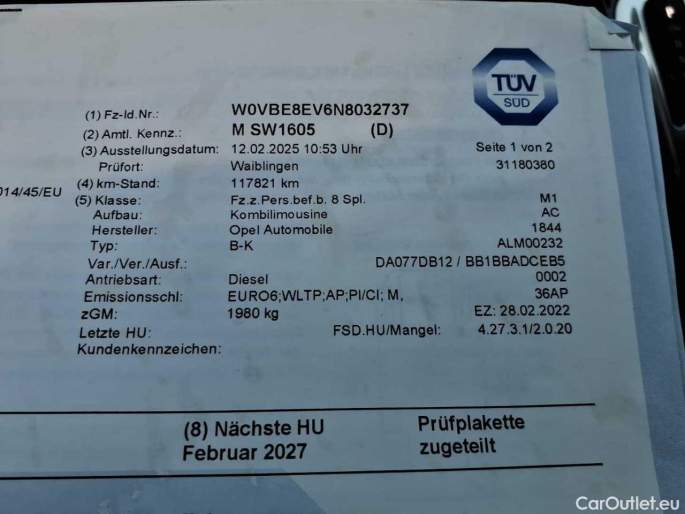 TÜV
SÜD
(1) Fz-Id.Nr.: W0VBE8EV6N8032737
(2) Amtl. Kennz.: M SW1605 (D)
(3) Ausstellungsdatum: 12.02.2025 10:53 Uhr Seite 1 von 2
Prüfort: Waiblingen 31180380
014/45/EU (4) km-Stand: 117821 km
(5) Klasse: Fz.z.Pers.bef.b. 8 Spl. M1
Aufbau: Kombilimousine AC
Hersteller: Opel Automobile 1844
Typ: B-K ALM00232
Var./Ver./Ausf.: DA077DB12 / BB1BBADCEB5
Antriebsart: Diesel 0002
Emissionsschl: EURO6;WLTP;AP;PI/CI; M, 36AP
zGM: 1980 kg EZ: 28.02.2022
Letzte HU: FSD.HU/Mangel: 4.27.3.1/2.0.20
Kundenkennzeichen:
(8) Nächste HU Prüfplakette
Februar 2027 zugeteilt
CarOutlet.eu